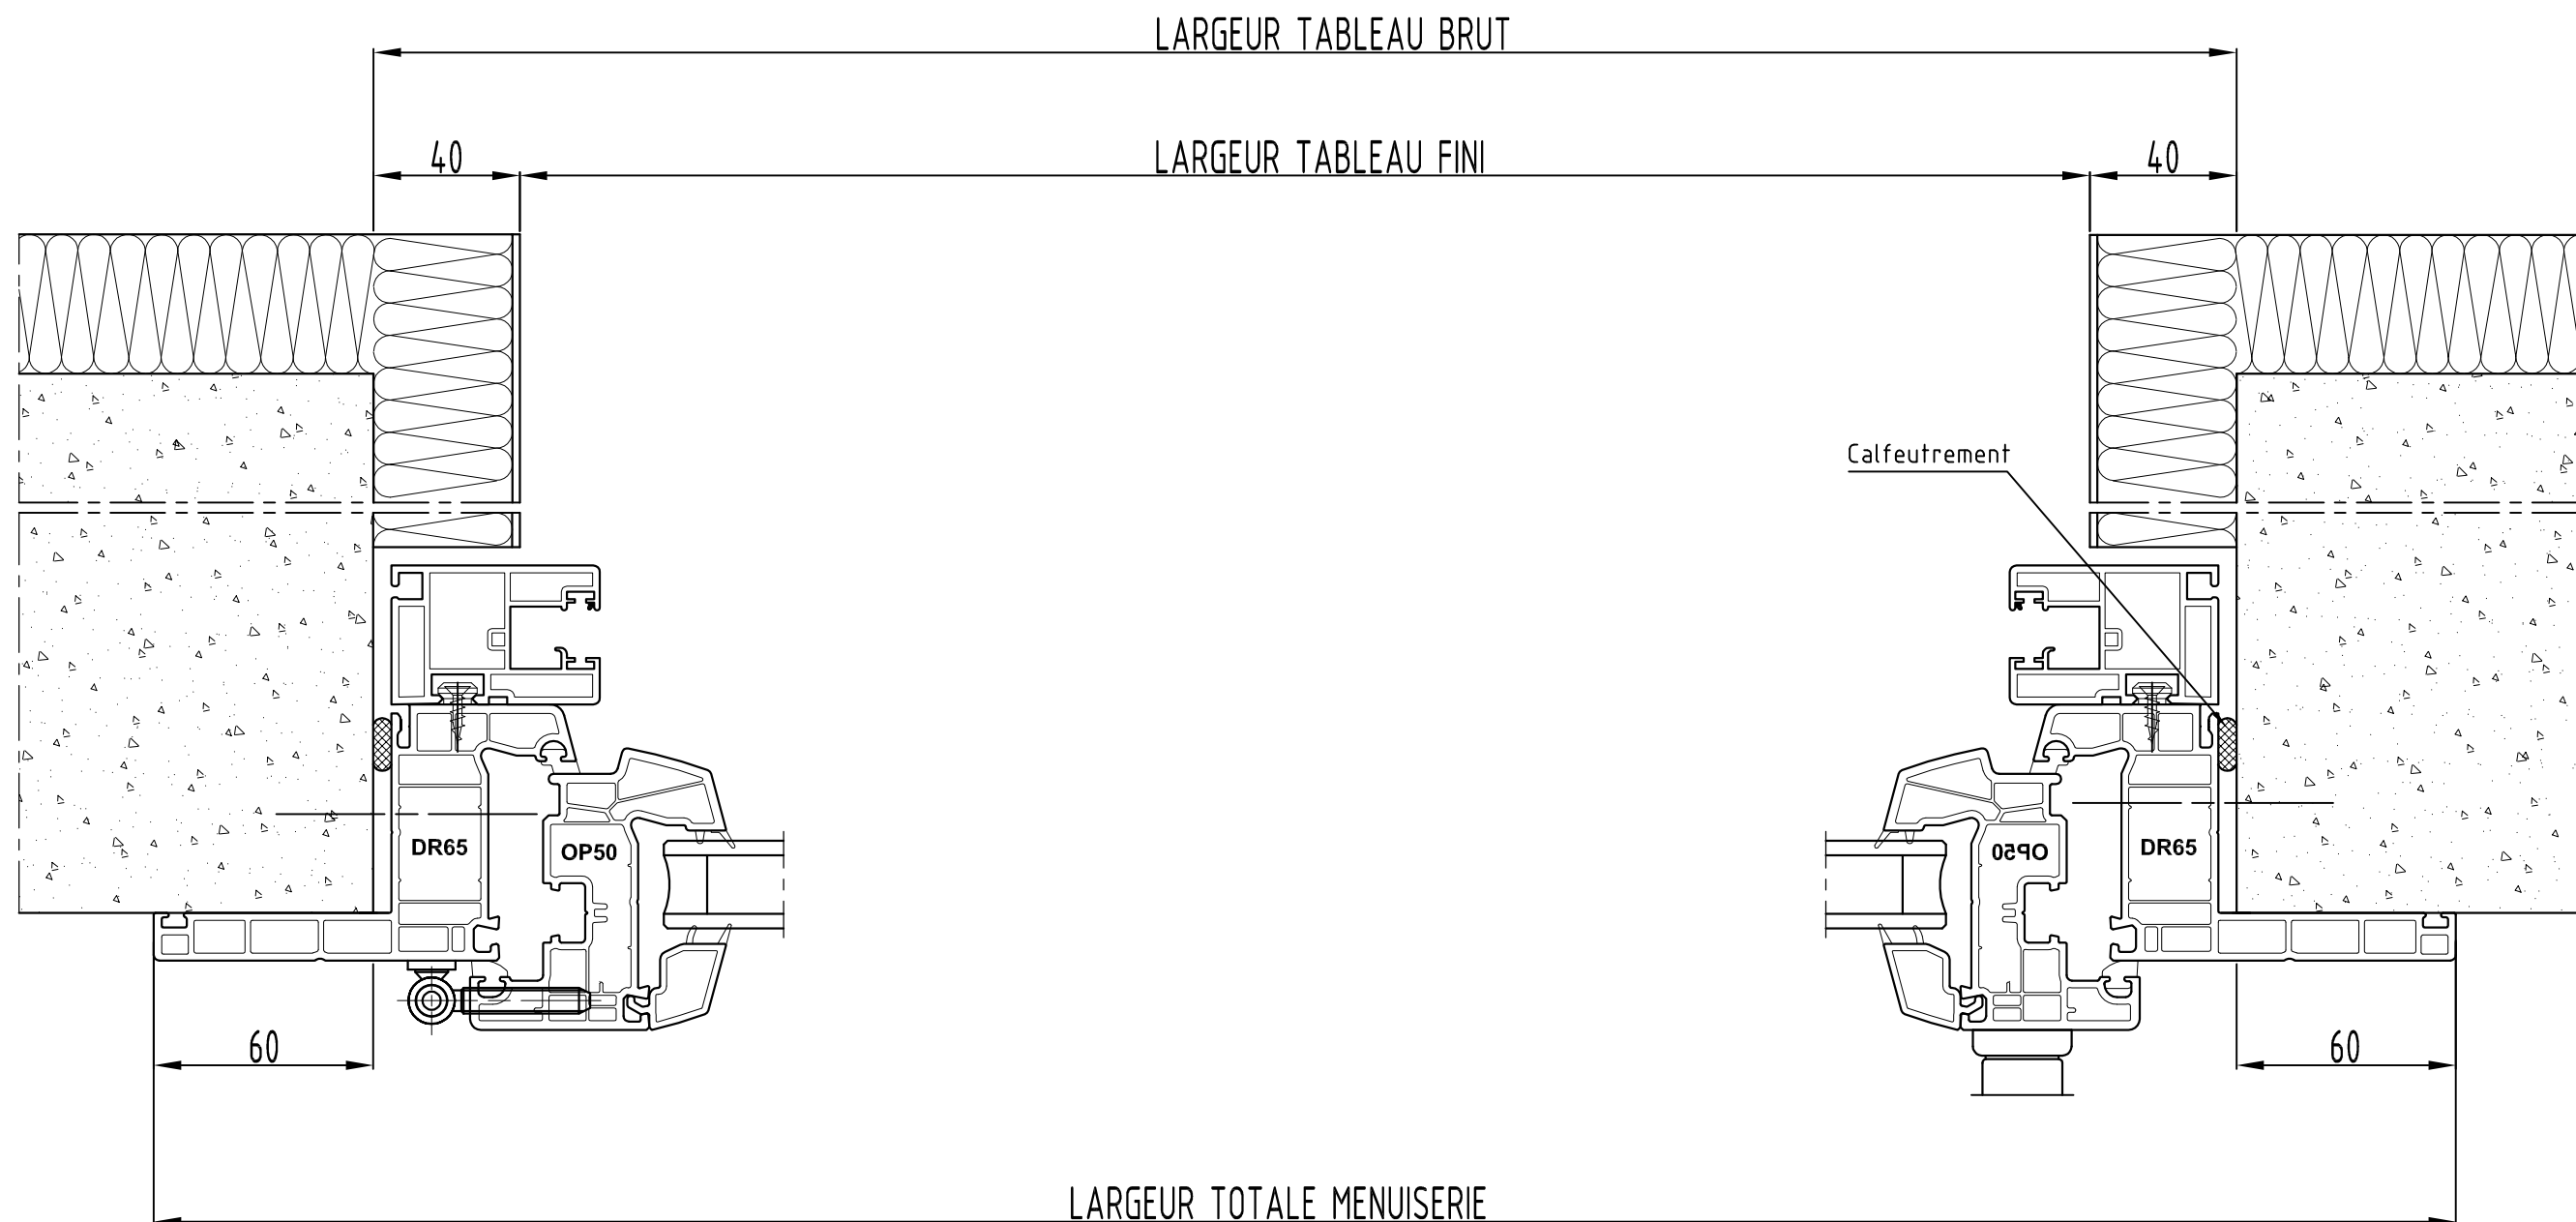 LARGEUR TABLEAU BRUT
40
LARGEUR TABLEAU FINI
40
Calfeutrement
DR65
OP50
OP50
DR65
60
60
LARGEUR TOTALE MENUISERIE